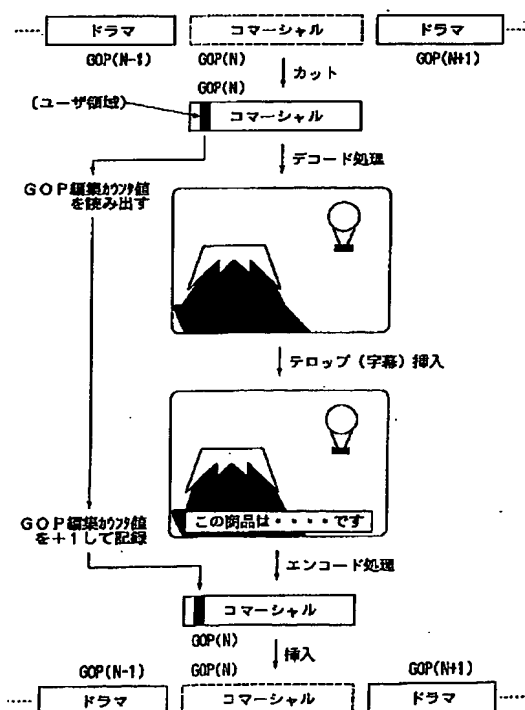 ドラマ コマーシャル ドラマ
GOP(N-1) GOP(N) GOP(N+1)
カット
GOP(N)
(ユーザ領域) コマーシャル
デコード処理
GOP編集カウンタ値
を読み出す
テロップ(字幕)挿入
この商品は・・・・です
GOP編集カウンタ値
を+1して記録
エンコード処理
コマーシャル
GOP(N)
挿入
GOP(N-1) GOP(N) GOP(N+1)
ドラマ コマーシャル ドラマ